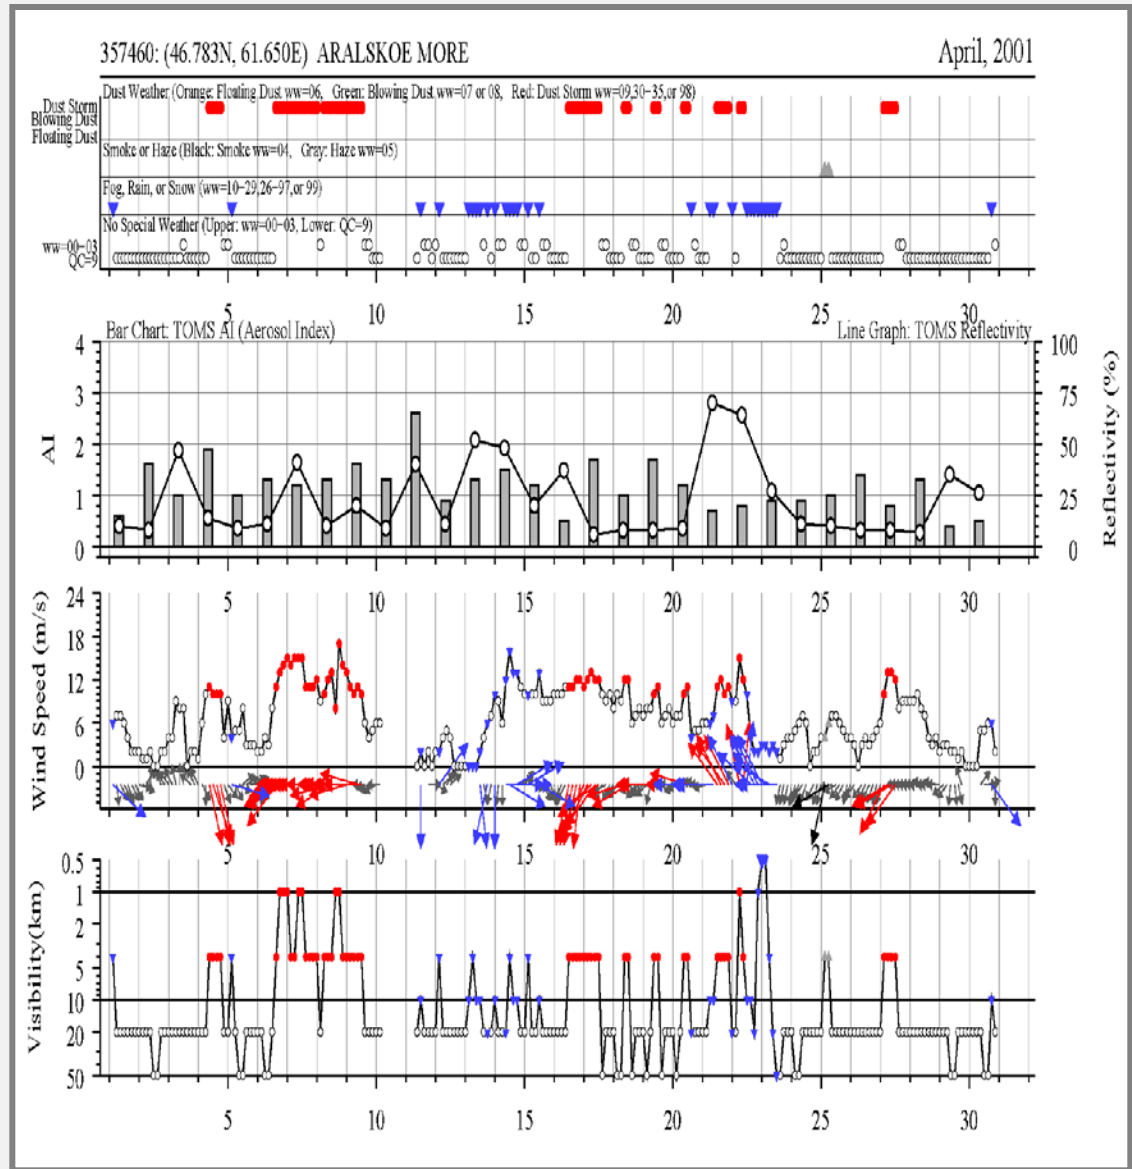 357460: (46.783N, 61.650E) ARALSKOE MORE April, 2001
Dust Weather (Orange: Floating Dust ww=06, Green: Blowing Dust ww=07 or 08, Red: Dust Storm ww=09,30-35,or 98)
Dust Storm
Blowing Dust
Floating Dust
Smoke or Haze (Black: Smoke ww=04, Gray: Haze ww=05)
Fog, Rain, or Snow (ww=10-29,26-97,or 99)
No Special Weather (Upper: ww=00-03, Lower: QC=9)
ww=00-03
QC=9
5 10 15 20 25 30
Bar Chart: TOMS AI (Aerosol Index) Line Graph: TOMS Reflectivity
4 100
3 75
2 50
1 25
0 0
AI
Reflectivity (%)
5 10 15 20 25 30
24
18
12
6
0
Wind Speed (m/s)
5 10 15 20 25 30
0.5
1
2
5
10
20
50
Visibility(km)
5 10 15 20 25 30